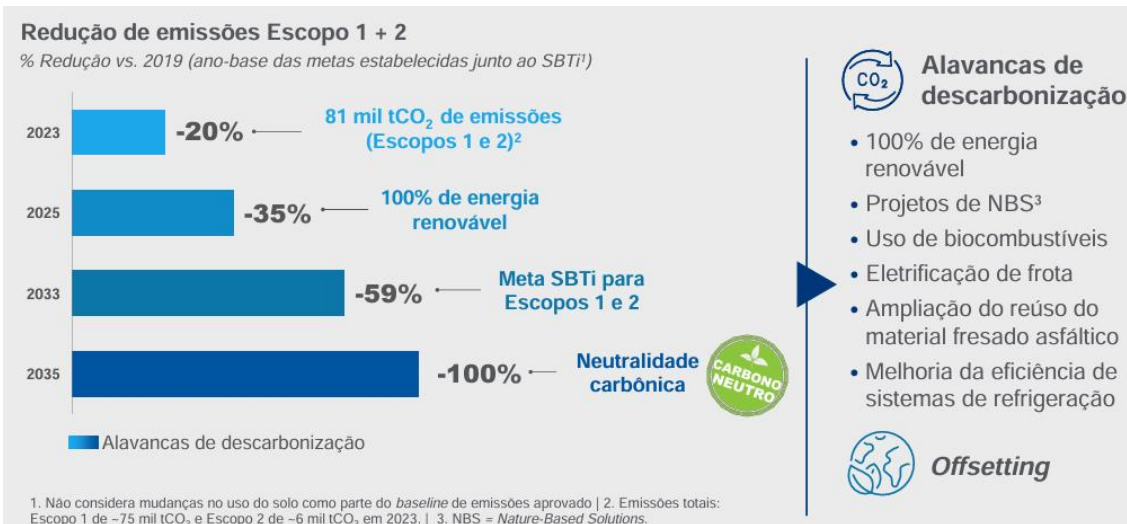 Redução de emissões Escopo 1 + 2
% Redução vs. 2019 (ano-base das metas estabelecidas junto ao SBTi¹)
2023
-20%
81 mil tCO₂ de emissões
(Escopos 1 e 2)²
2025
-35%
100% de energia
renovável
2033
-59%
Meta SBTi para
Escopos 1 e 2
2035
-100%
Neutralidade
carbônica
CARBONO
NEUTRO
Alavancas de descarbonização
1. Não considera mudanças no uso do solo como parte do baseline de emissões aprovado | 2. Emissões totais:
Escopo 1 de ~75 mil tCO₂ e Escopo 2 de ~6 mil tCO₂ em 2023. | 3. NBS = Nature-Based Solutions.
CO₂
Alavancas de
descarbonização
• 100% de energia
renovável
• Projetos de NBS³
• Uso de biocombustíveis
• Eletrificação de frota
• Ampliação do reúso do
material fresado asfáltico
• Melhoria da eficiência de
sistemas de refrigeração
Offsetting